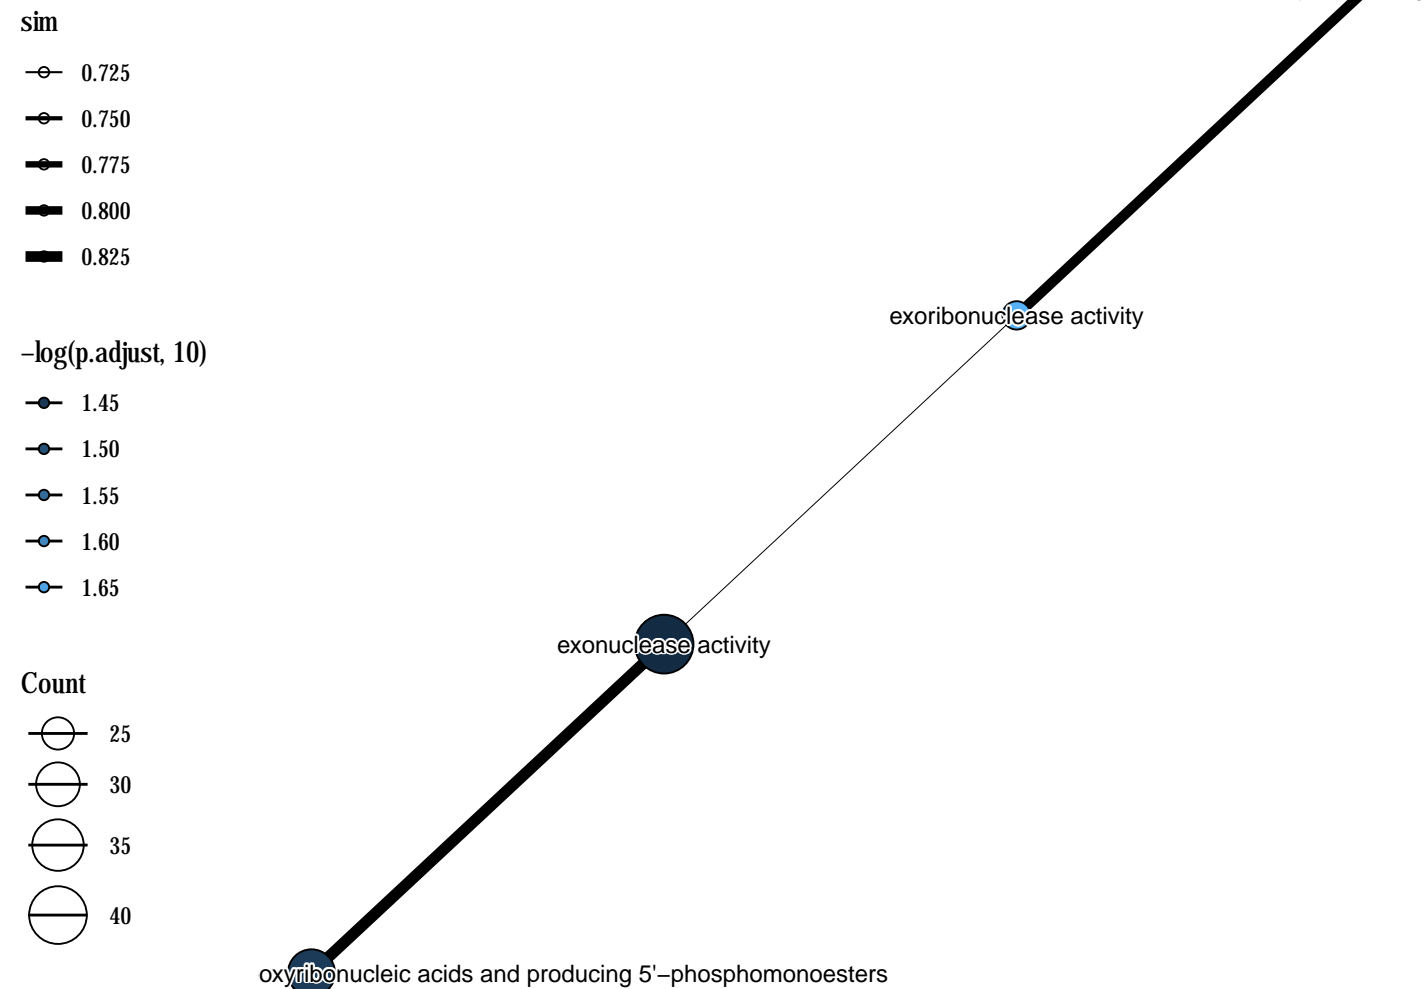 sim
0.725
0.750
0.775
0.800
0.825
–log(p.adjust, 10)
1.45
1.50
1.55
1.60
1.65
Count
25
30
35
40
exoribonuclease activity
exonuclease activity
oxyribonucleic acids and producing 5'–phosphomonoesters